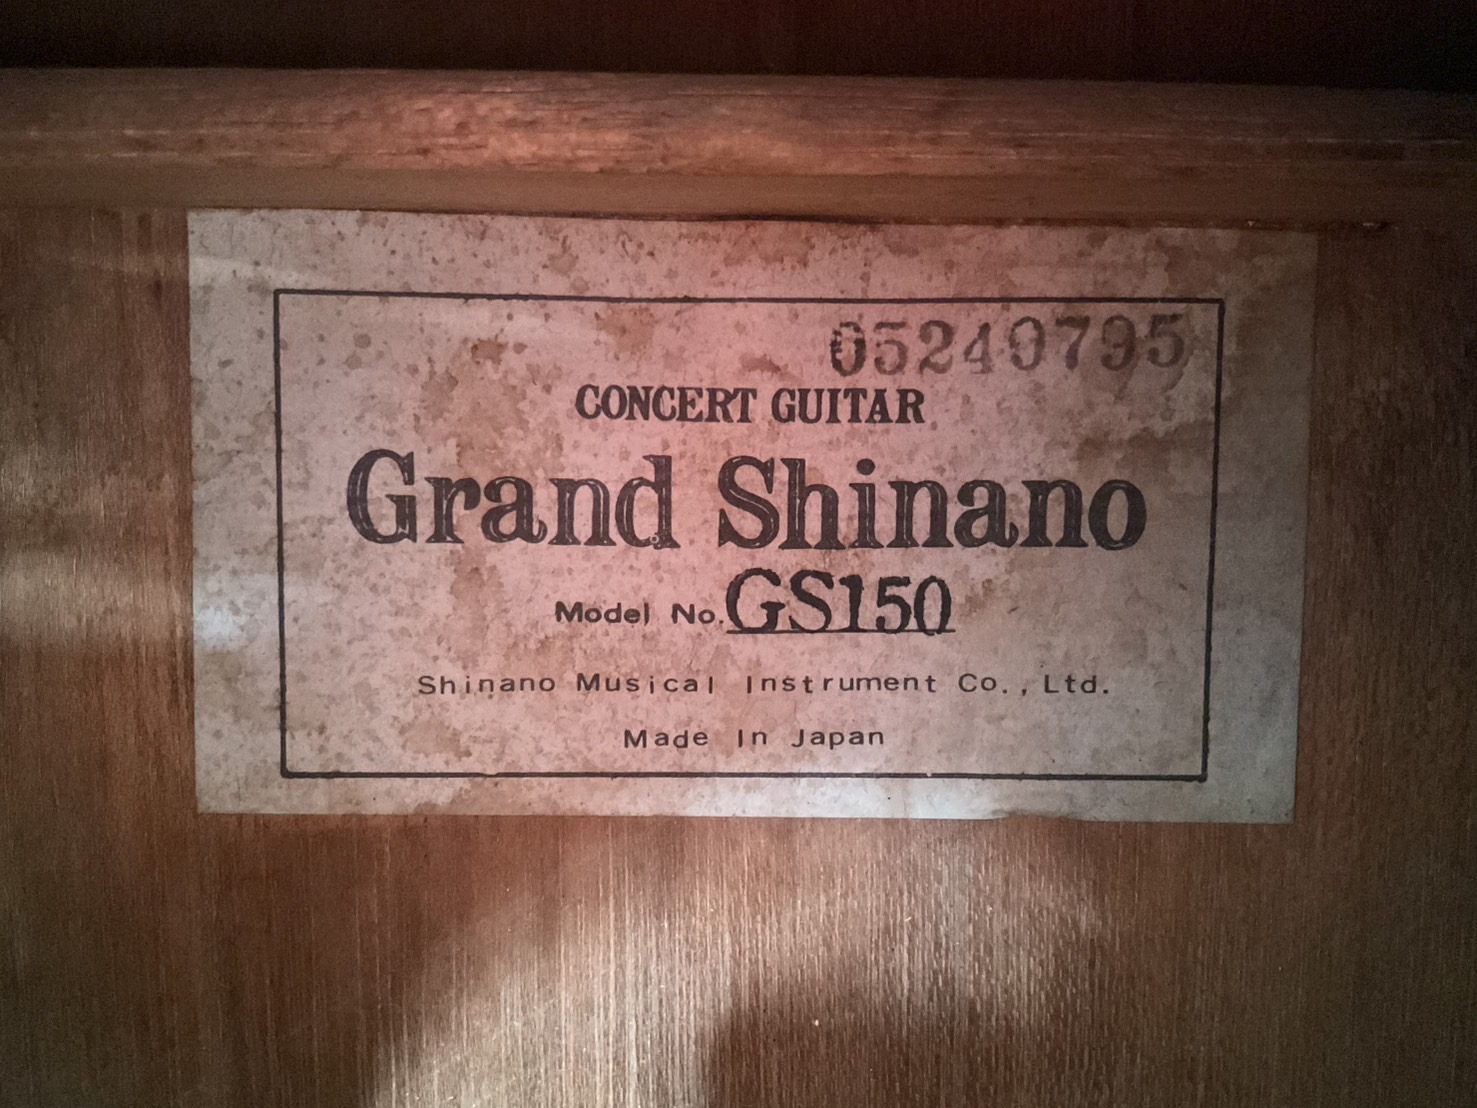 05240795
CONCERT GUITAR
Grand Shinano
Model No. GS150
Shinano Musical Instrument Co., Ltd.
Made In Japan